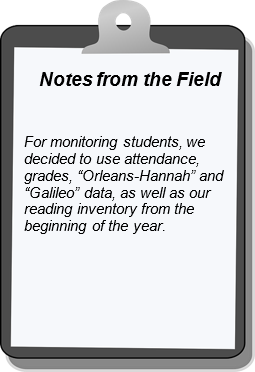 Notes from the Field
For monitoring students, we
decided to use attendance,
grades, “Orleans-Hannah” and
“Galileo” data, as well as our
reading inventory from the
beginning of the year.